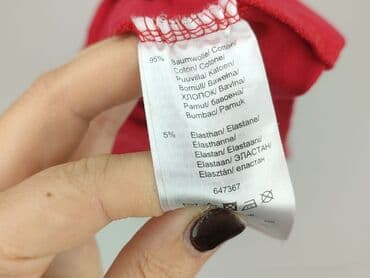 95% Baumwolle/ Cotton/
Coton/ Cotone/
Puuvilla/ Katoen/
Bomull/ Bawełna/
ХЛОПОК/ Bavlna/
Pamut/ бавовна/
Bumbac/ Pamuk
5% Elasthan/ Elastane/
Elasthanne/
Elastan/ Elastaani/
Elastaan/ ЭЛАСТАН/
Elasztán/ еластан
647367